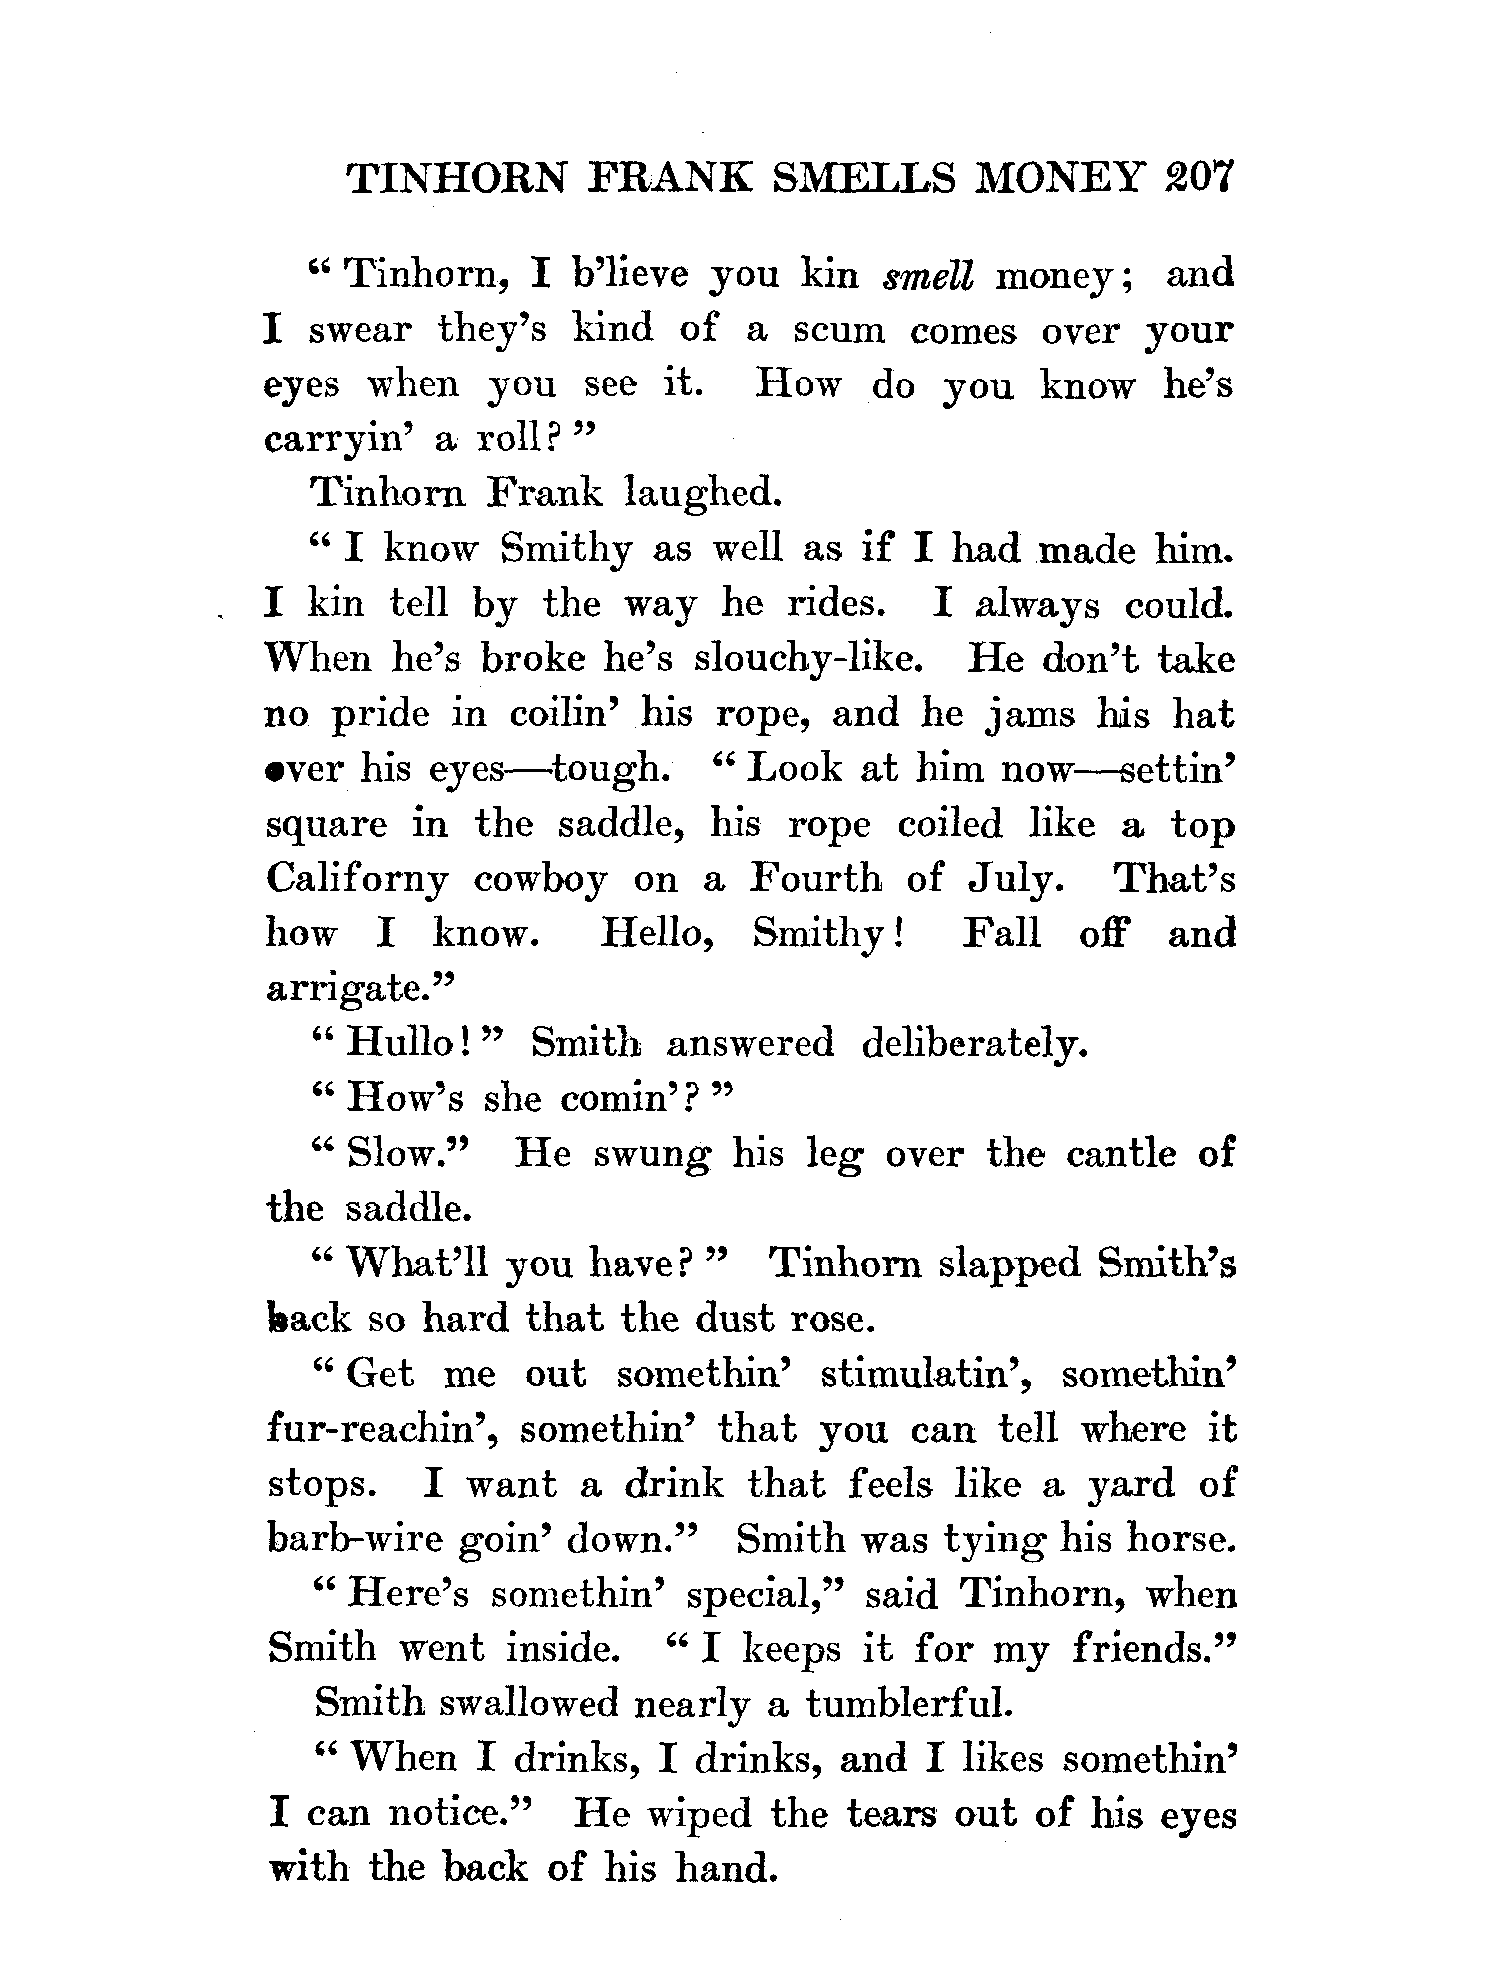 TINHORN FRANK SMELLS MONEY 207
“Tinhorn, I b’lieve you kin smell money; and
I swear they’s kind of a scum comes over your
eyes when you see it. How do you know he’s
carryin’ a roll?”
Tinhorn Frank laughed.
“I know Smithy as well as if I had made him.
I kin tell by the way he rides. I always could.
When he’s broke he’s slouchy-like. He don’t take
no pride in coilin’ his rope, and he jams his hat
over his eyes—tough. “Look at him now—settin’
square in the saddle, his rope coiled like a top
Californy cowboy on a Fourth of July. That’s
how I know. Hello, Smithy! Fall off and
arrigate.”
“Hullo!” Smith answered deliberately.
“How’s she comin’?”
“Slow.” He swung his leg over the cantle of
the saddle.
“What’ll you have?” Tinhorn slapped Smith’s
back so hard that the dust rose.
“Get me out somethin’ stimulatin’, somethin’
fur-reachin’, somethin’ that you can tell where it
stops. I want a drink that feels like a yard of
barb-wire goin’ down.” Smith was tying his horse.
“Here’s somethin’ special,” said Tinhorn, when
Smith went inside. “I keeps it for my friends.”
Smith swallowed nearly a tumblerful.
“When I drinks, I drinks, and I likes somethin’
I can notice.” He wiped the tears out of his eyes
with the back of his hand.